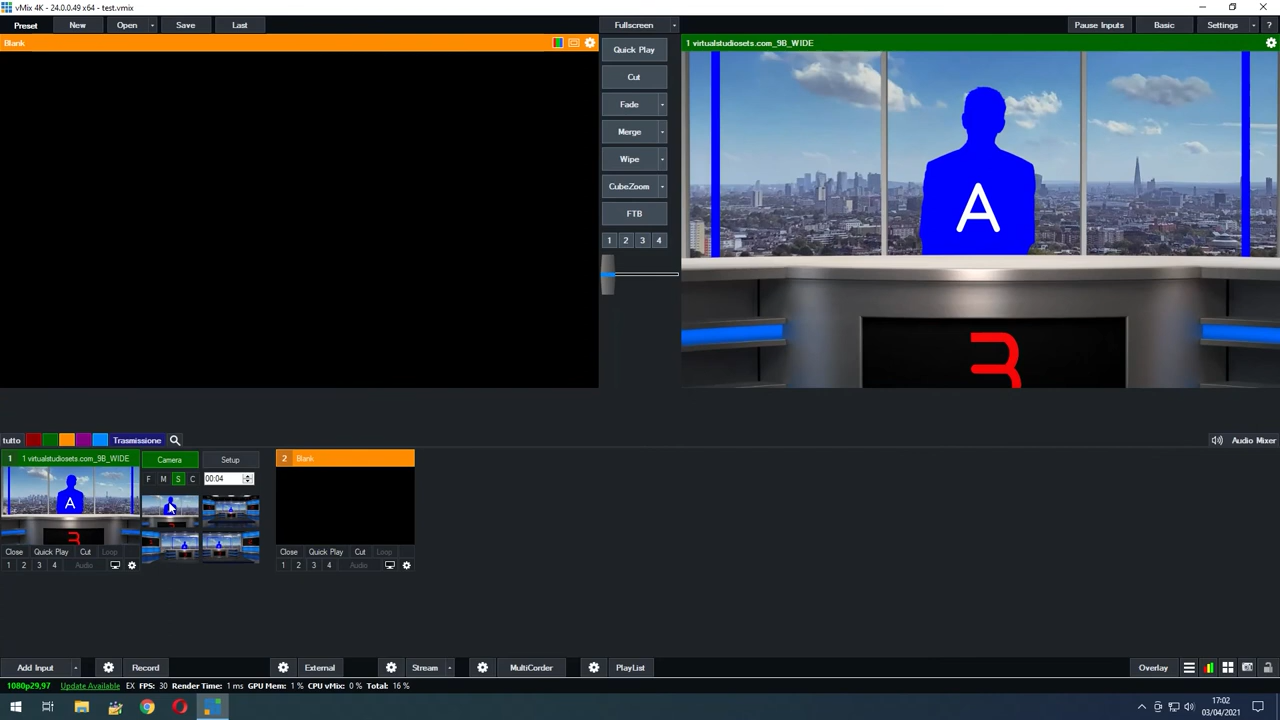 vMix 4K - 24.0.0.49 x64 - test.vmix
Preset New Open Save Last Fullscreen Pause Inputs Basic Settings ?
Blank
1 virtualstudiosets.com_9B_WIDE
Quick Play
Cut
Fade
Merge
Wipe
CubeZoom
FTB
1 2 3 4
A
3
tutto Trasmissione Audio Mixer
1 1 virtualstudiosets.com_9B_WIDE Camera Setup 2 Blank
F M S C 00:04
A
3
Close Quick Play Cut Loop Close Quick Play Cut Loop
1 2 3 4 Audio 1 2 3 4 Audio
Add Input Record External Stream MultiCorder PlayList Overlay
1080p29,97 Update Available EX FPS: 30 Render Time: 1 ms GPU Mem: 1 % CPU vMix: 0 % Total: 16 %
17:02
03/04/2021